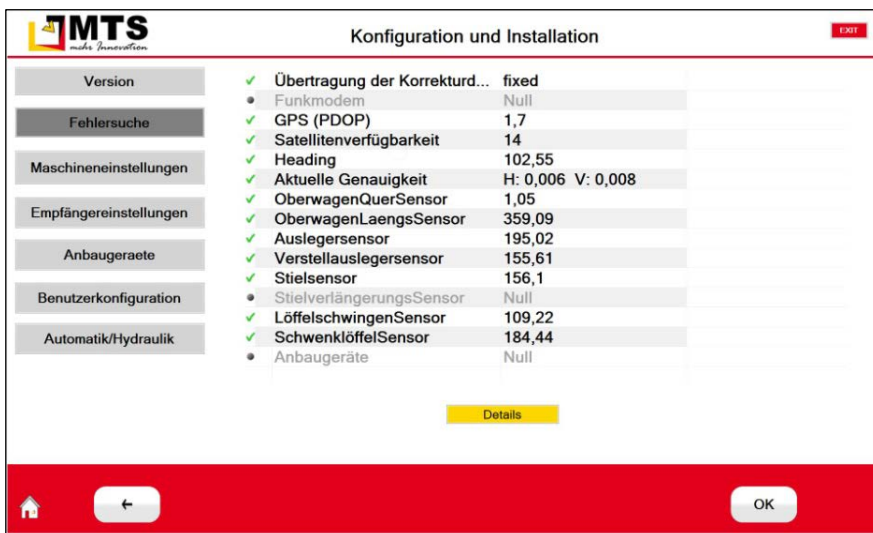 MTS
mehr Innovation
Konfiguration und Installation
EXIT
Version
Fehlersuche
Maschineneinstellungen
Empfängereinstellungen
Anbaugeraete
Benutzerkonfiguration
Automatik/Hydraulik
Übertragung der Korrekturd... fixed
Funkmodem Null
GPS (PDOP) 1,7
Satellitenverfügbarkeit 14
Heading 102,55
Aktuelle Genauigkeit H: 0,006 V: 0,008
OberwagenQuerSensor 1,05
OberwagenLaengsSensor 359,09
Auslegersensor 195,02
Verstellauslegersensor 155,61
Stielsensor 156,1
StielverlängerungsSensor Null
LöffelschwingenSensor 109,22
SchwenklöffelSensor 184,44
Anbaugeräte Null
Details
OK